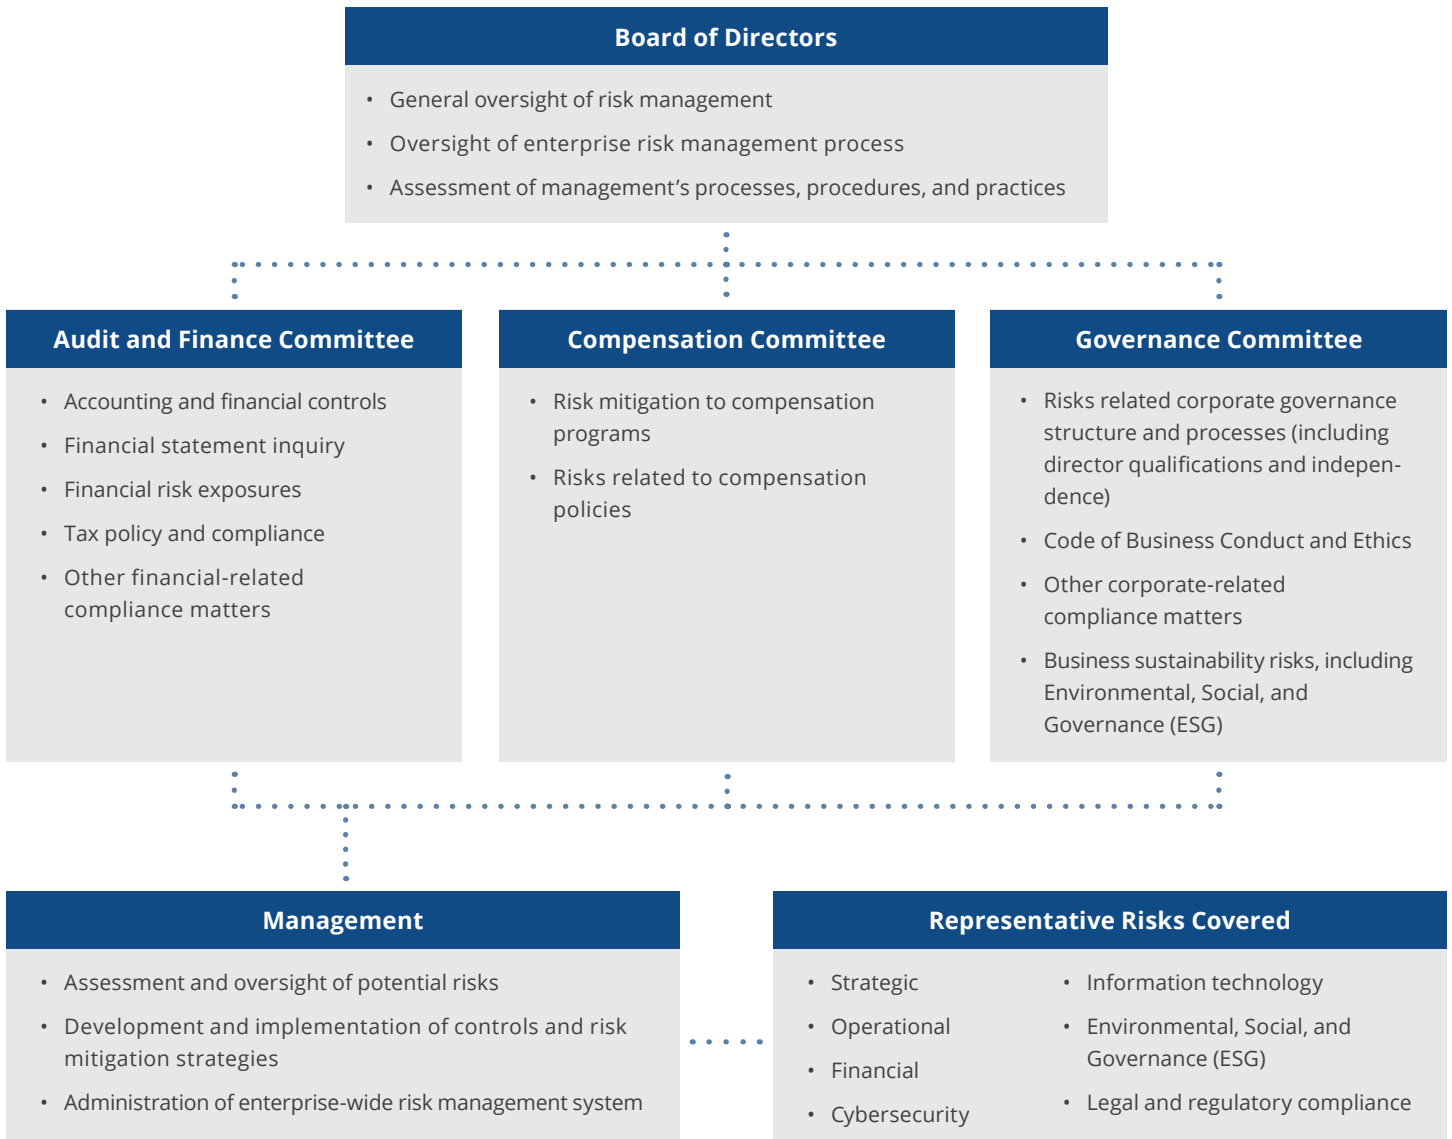 Board of Directors
• General oversight of risk management
• Oversight of enterprise risk management process
• Assessment of management’s processes, procedures, and practices
Audit and Finance Committee
• Accounting and financial controls
• Financial statement inquiry
• Financial risk exposures
• Tax policy and compliance
• Other financial-related
compliance matters
Compensation Committee
• Risk mitigation to compensation
programs
• Risks related to compensation
policies
Governance Committee
• Risks related corporate governance
structure and processes (including
director qualifications and indepen-
dence)
• Code of Business Conduct and Ethics
• Other corporate-related
compliance matters
• Business sustainability risks, including
Environmental, Social, and
Governance (ESG)
Management
• Assessment and oversight of potential risks
• Development and implementation of controls and risk
mitigation strategies
• Administration of enterprise-wide risk management system
Representative Risks Covered
• Strategic
• Operational
• Financial
• Cybersecurity
• Information technology
• Environmental, Social, and
Governance (ESG)
• Legal and regulatory compliance